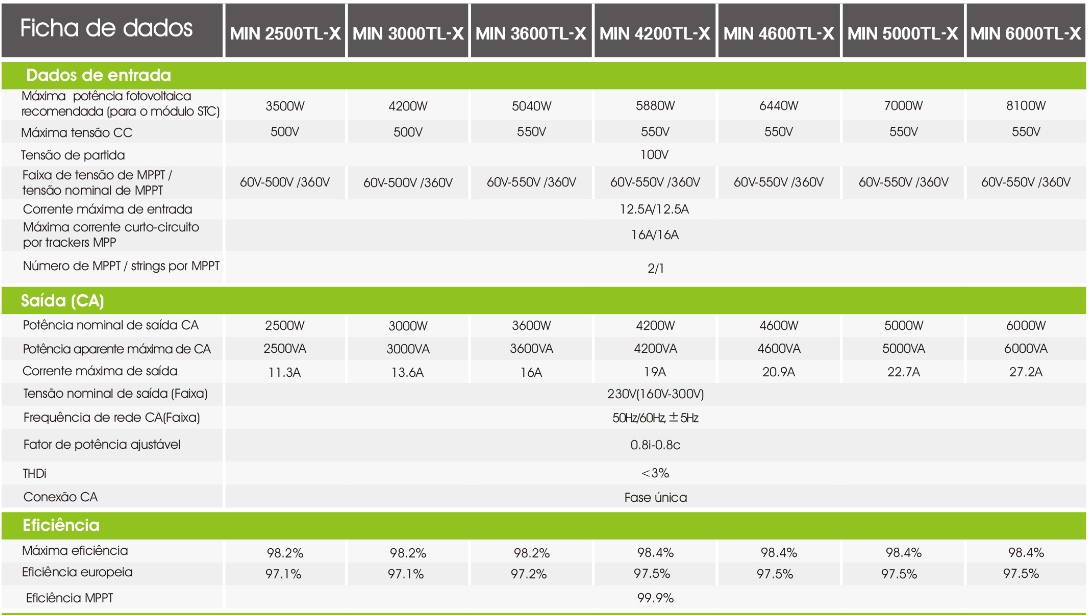 Ficha de dados MIN 2500TL-X MIN 3000TL-X MIN 3600TL-X MIN 4200TL-X MIN 4600TL-X MIN 5000TL-X MIN 6000TL-X
Dados de entrada
Máxima potência fotovoltaica
recomendada (para o módulo STC) 3500W 4200W 5040W 5880W 6440W 7000W 8100W
Máxima tensão CC 500V 500V 550V 550V 550V 550V 550V
Tensão de partida 100V
Faixa de tensão de MPPT /
tensão nominal de MPPT 60V-500V /360V 60V-500V /360V 60V-550V /360V 60V-550V /360V 60V-550V /360V 60V-550V /360V 60V-550V /360V
Corrente máxima de entrada 12.5A/12.5A
Máxima corrente curto-circuito
por trackers MPP 16A/16A
Número de MPPT / strings por MPPT 2/1
Saída (CA)
Potência nominal de saída CA 2500W 3000W 3600W 4200W 4600W 5000W 6000W
Potência aparente máxima de CA 2500VA 3000VA 3600VA 4200VA 4600VA 5000VA 6000VA
Corrente máxima de saída 11.3A 13.6A 16A 19A 20.9A 22.7A 27.2A
Tensão nominal de saída (Faixa) 230V(160V-300V)
Frequência de rede CA(Faixa) 50Hz/60Hz, ±5Hz
Fator de potência ajustável 0.8i-0.8c
THDi <3%
Conexão CA Fase única
Eficiência
Máxima eficiência 98.2% 98.2% 98.2% 98.4% 98.4% 98.4% 98.4%
Eficiência europeia 97.1% 97.1% 97.2% 97.5% 97.5% 97.5% 97.5%
Eficiência MPPT 99.9%